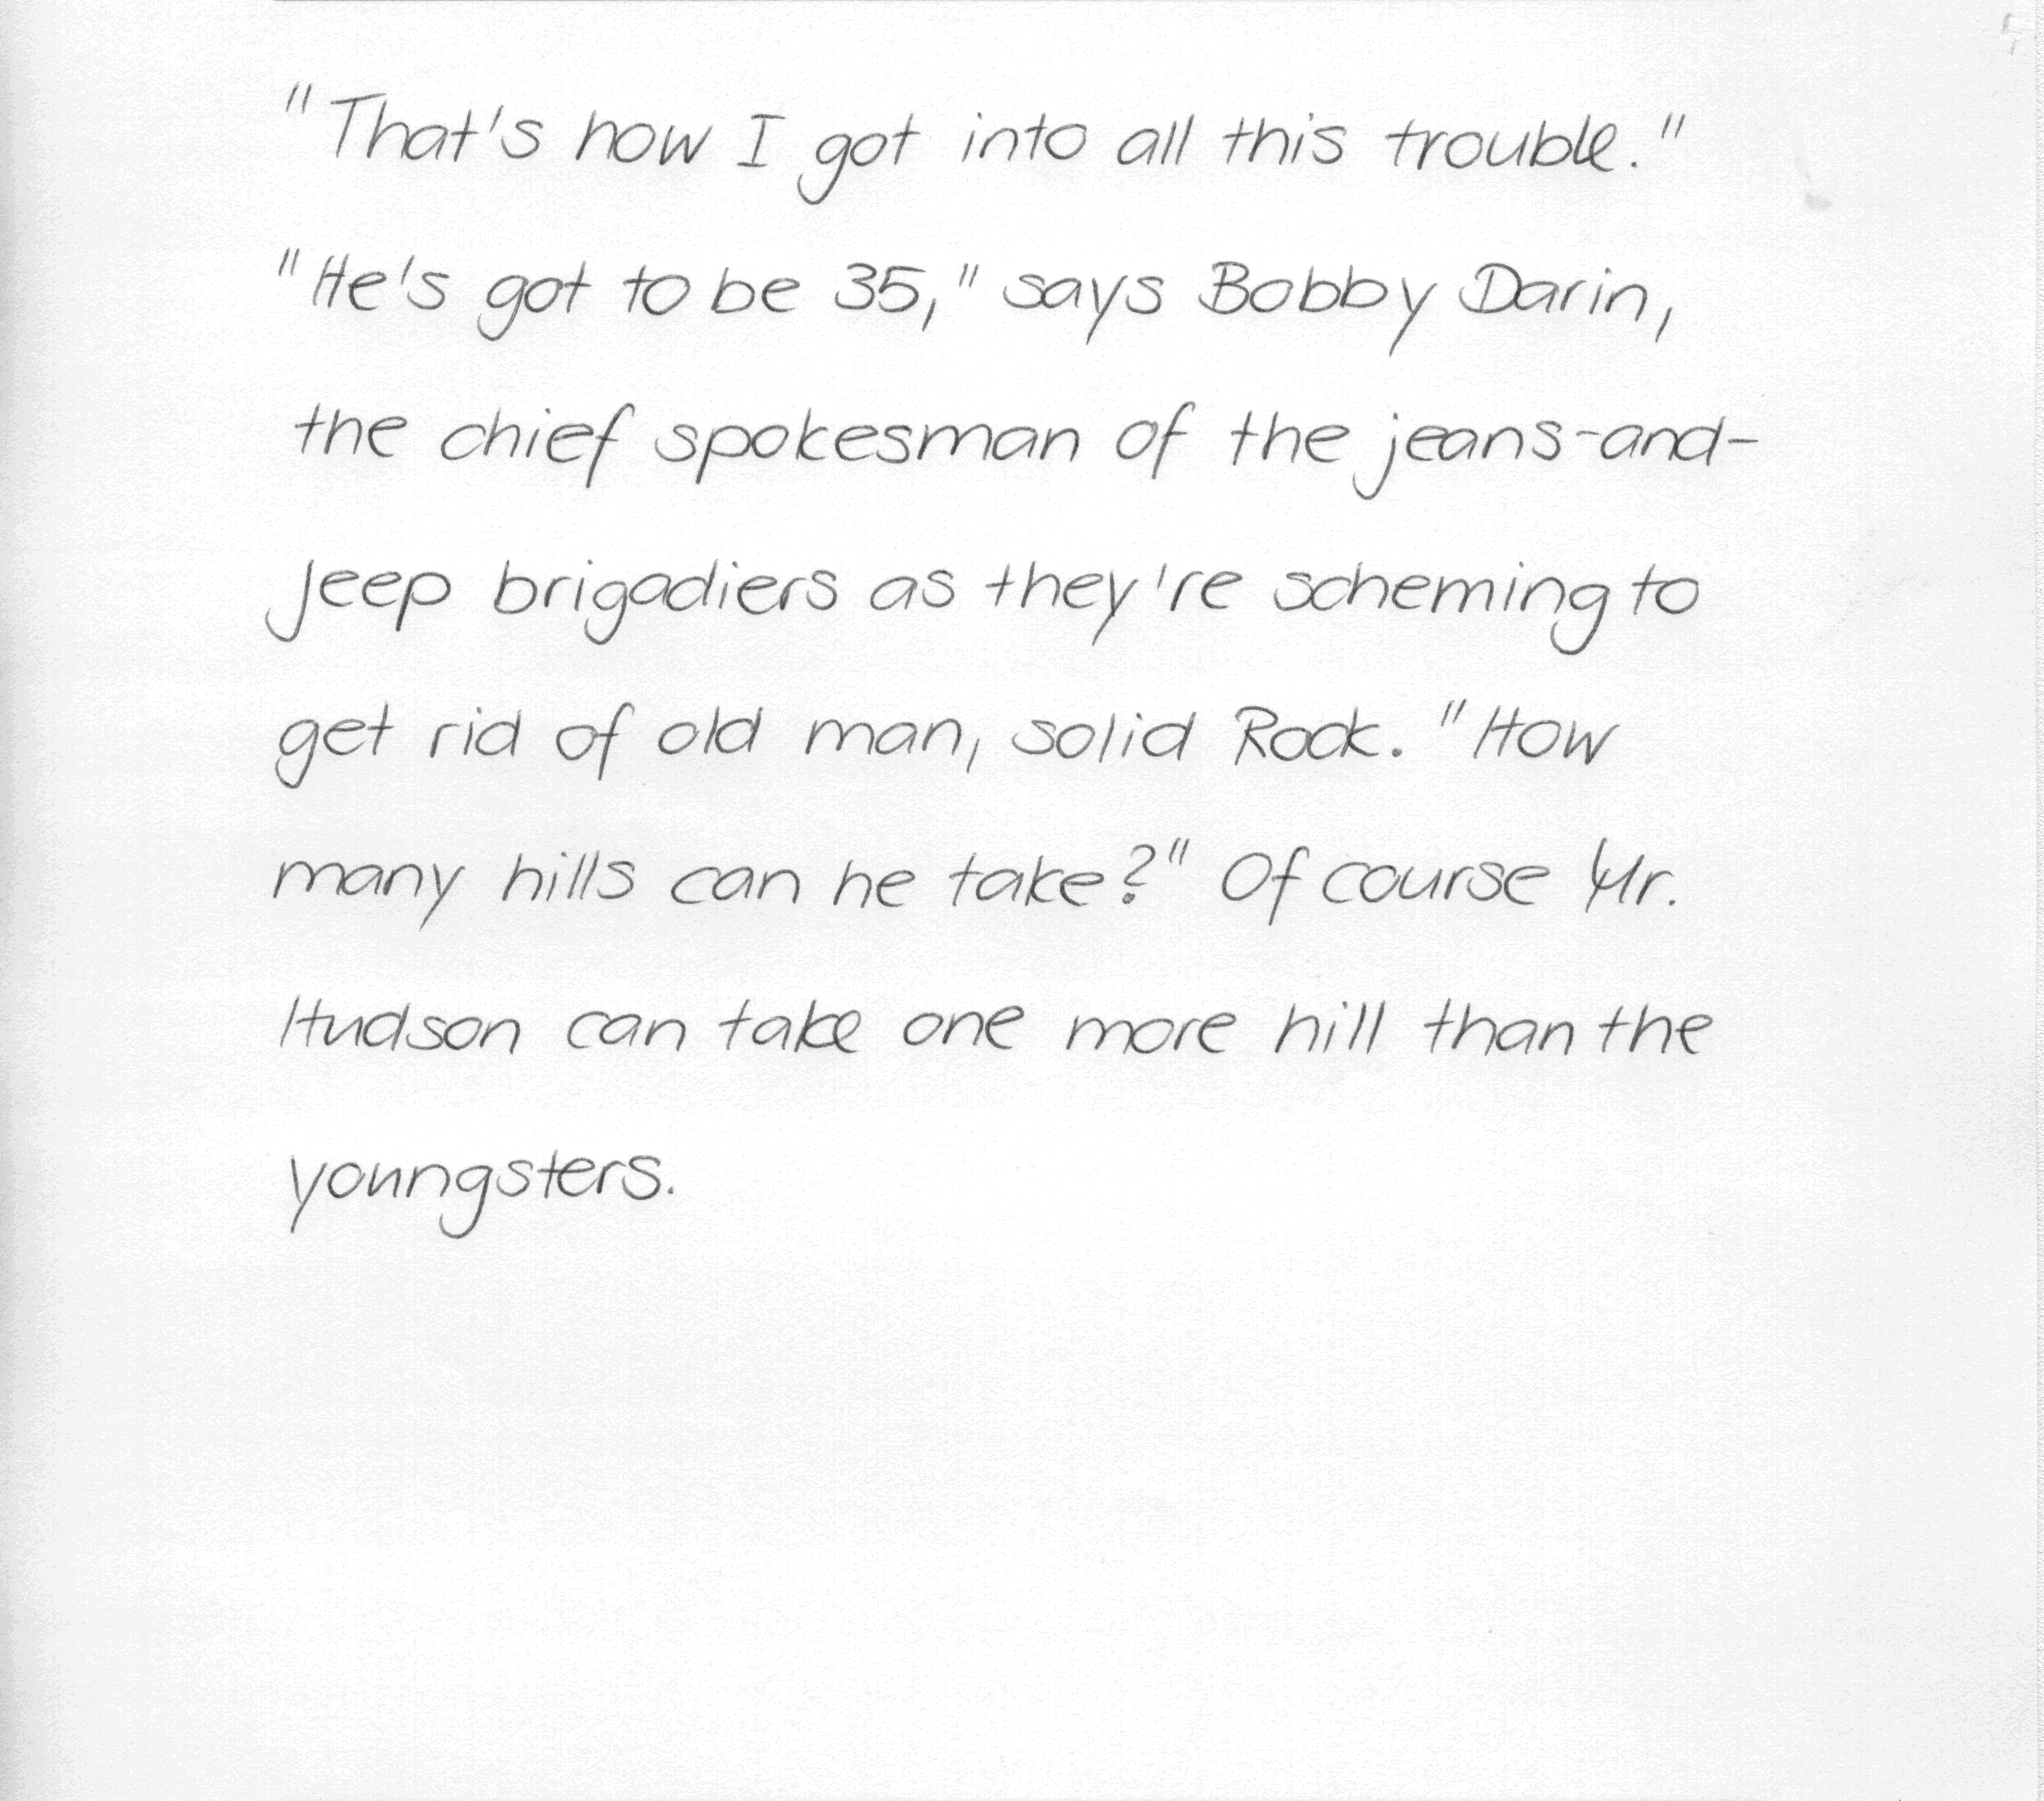 "That's how I got into all this trouble."
"He's got to be 35," says Bobby Darin,
the chief spokesman of the jeans-and-
jeep brigadiers as they're scheming to
get rid of old man, solid Rock. "How
many hills can he take?" Of course Mr.
Hudson can take one more hill than the
youngsters.